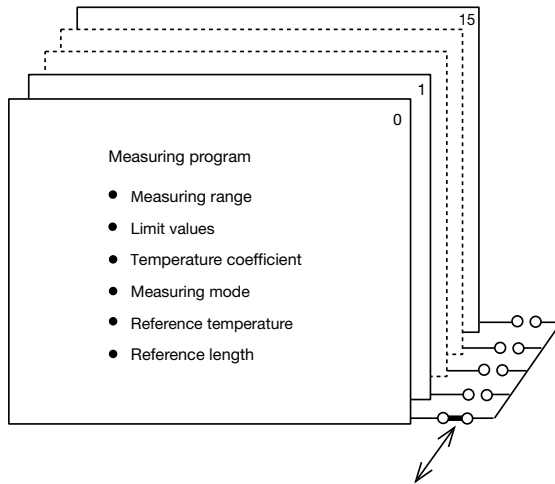 15
1
0
Measuring program
● Measuring range
● Limit values
● Temperature coefficient
● Measuring mode
● Reference temperature
● Reference length